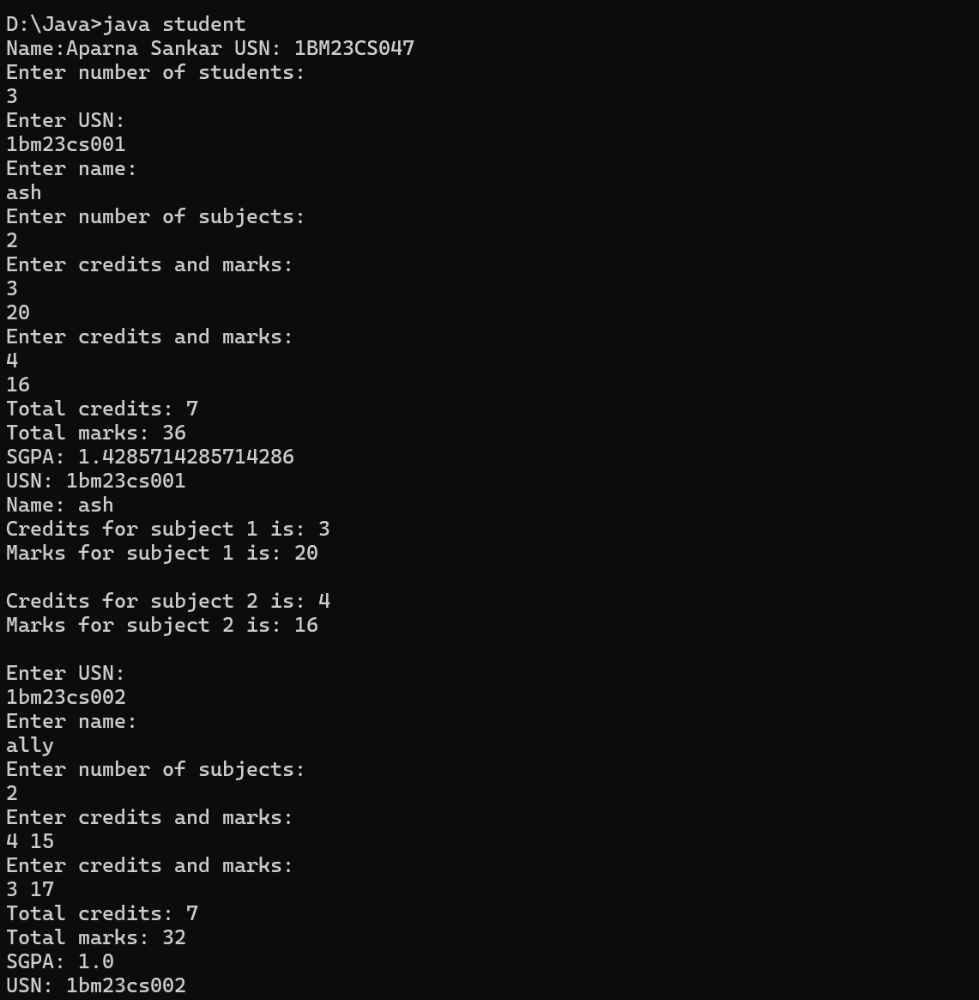 D:\Java>java student
Name:Aparna Sankar USN: 1BM23CS047
Enter number of students:
3
Enter USN:
1bm23cs001
Enter name:
ash
Enter number of subjects:
2
Enter credits and marks:
3
20
Enter credits and marks:
4
16
Total credits: 7
Total marks: 36
SGPA: 1.4285714285714286
USN: 1bm23cs001
Name: ash
Credits for subject 1 is: 3
Marks for subject 1 is: 20

Credits for subject 2 is: 4
Marks for subject 2 is: 16

Enter USN:
1bm23cs002
Enter name:
ally
Enter number of subjects:
2
Enter credits and marks:
4 15
Enter credits and marks:
3 17
Total credits: 7
Total marks: 32
SGPA: 1.0
USN: 1bm23cs002